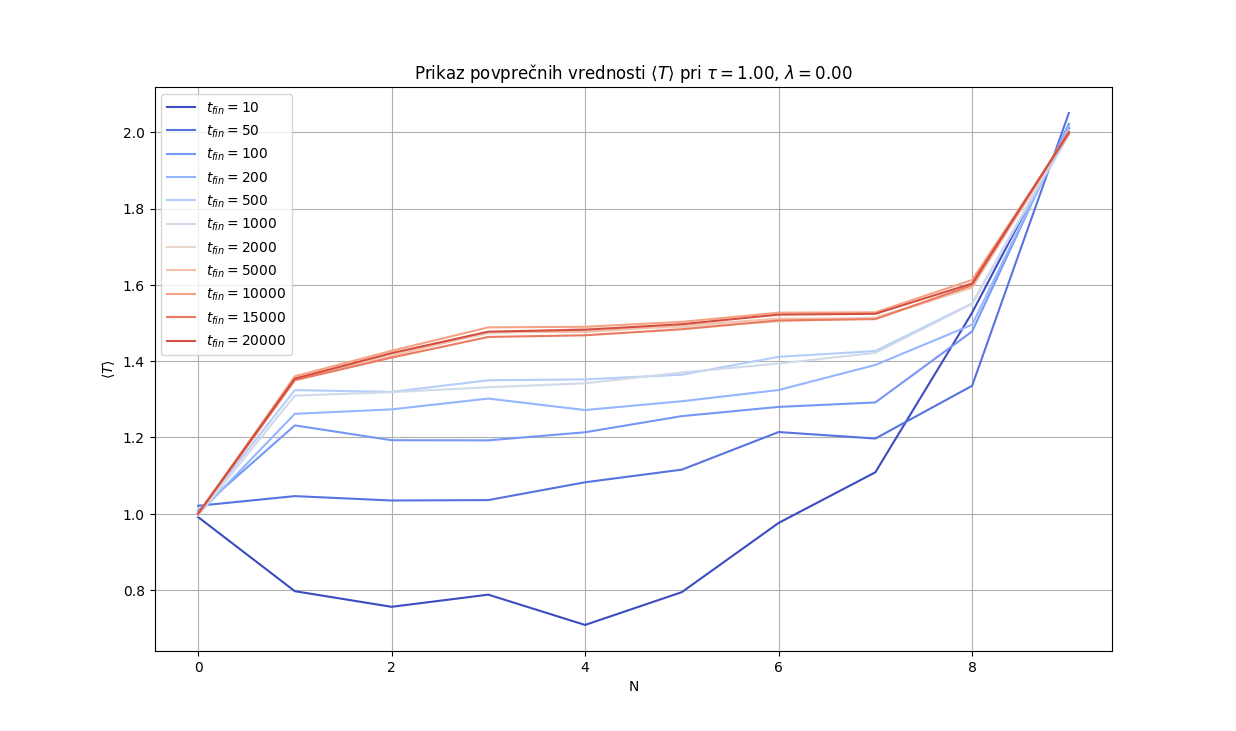 Prikaz povprečnih vrednosti ⟨T⟩ pri τ = 1.00, λ = 0.00
t_fin = 10
t_fin = 50
t_fin = 100
t_fin = 200
t_fin = 500
t_fin = 1000
t_fin = 2000
t_fin = 5000
t_fin = 10000
t_fin = 15000
t_fin = 20000
2.0
1.8
1.6
1.4
1.2
1.0
0.8
⟨T⟩
0 2 4 6 8
N